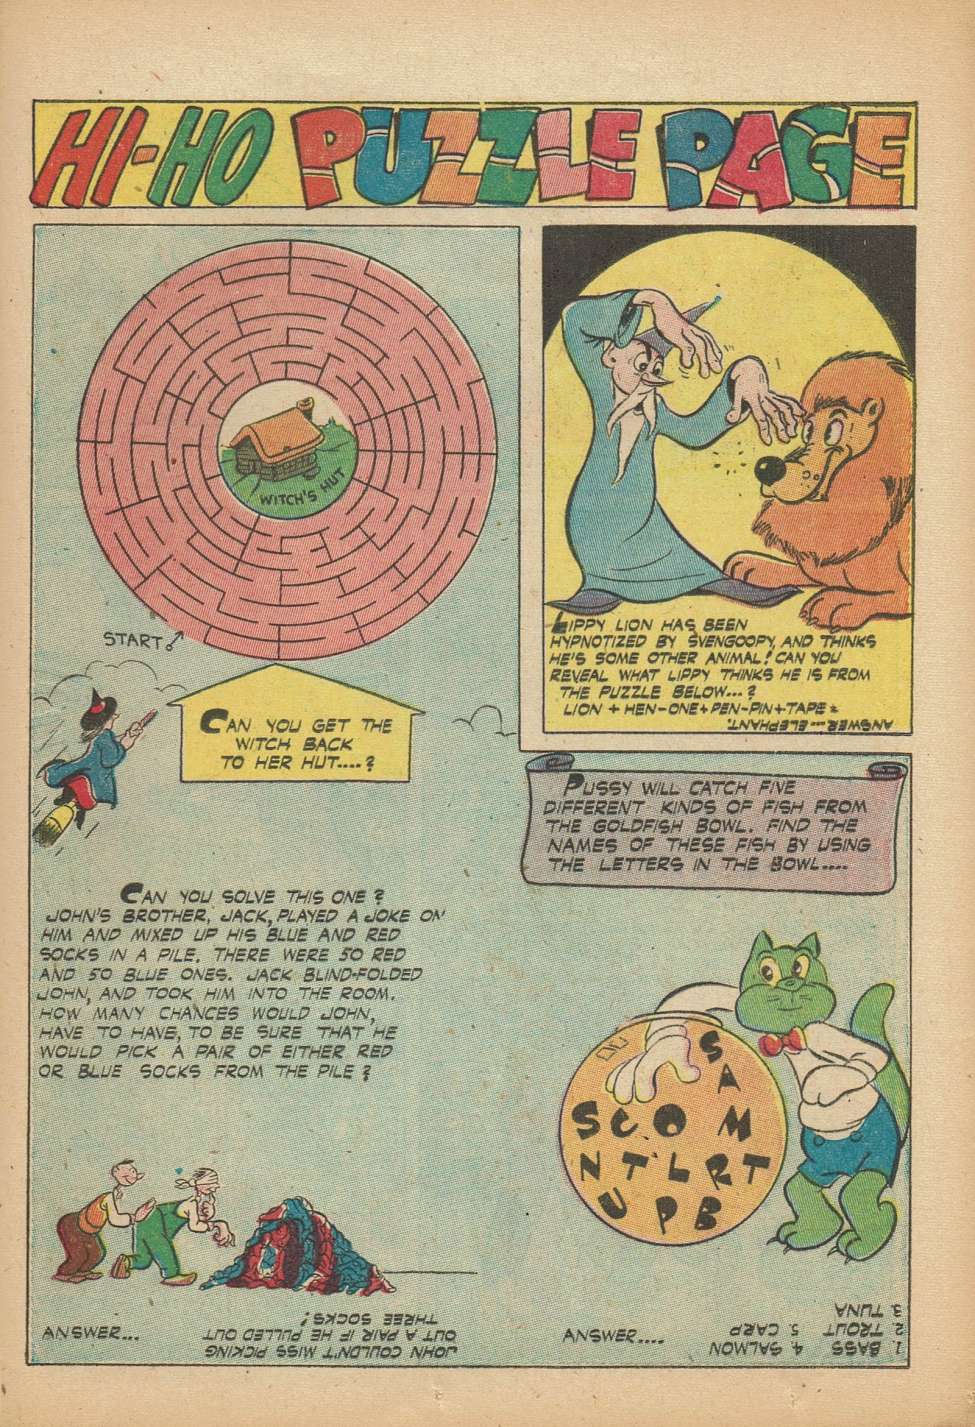 HI-HO PUZZLE PAGE
WITCH'S HUT
START
CAN YOU GET THE
WITCH BACK
TO HER HUT....?
LIPPY LION HAS BEEN
HYPNOTIZED BY SVENGOOPY, AND THINKS
HE'S SOME OTHER ANIMAL! CAN YOU
REVEAL WHAT LIPPY THINKS HE IS FROM
THE PUZZLE BELOW...?
LION + HEN-ONE+PEN-PIN+TAPE=
ANSWER...ELEPHANT.
CAN YOU SOLVE THIS ONE?
JOHN'S BROTHER, JACK, PLAYED A JOKE ON
HIM AND MIXED UP HIS BLUE AND RED
SOCKS IN A PILE. THERE WERE 50 RED
AND 50 BLUE ONES. JACK BLIND-FOLDED
JOHN, AND TOOK HIM INTO THE ROOM.
HOW MANY CHANCES WOULD JOHN,
HAVE TO HAVE, TO BE SURE THAT HE
WOULD PICK A PAIR OF EITHER RED
OR BLUE SOCKS FROM THE PILE?
ANSWER...
JOHN COULDN'T MISS PICKING
OUT A PAIR IF HE PULLED OUT
THREE SOCKS!
PUSSY WILL CATCH FIVE
DIFFERENT KINDS OF FISH FROM
THE GOLDFISH BOWL. FIND THE
NAMES OF THESE FISH BY USING
THE LETTERS IN THE BOWL....
S
A
S C O M
N T L R T
U P B
ANSWER....
1. BASS 4. SALMON
2. TROUT 5. CARP
3. TUNA